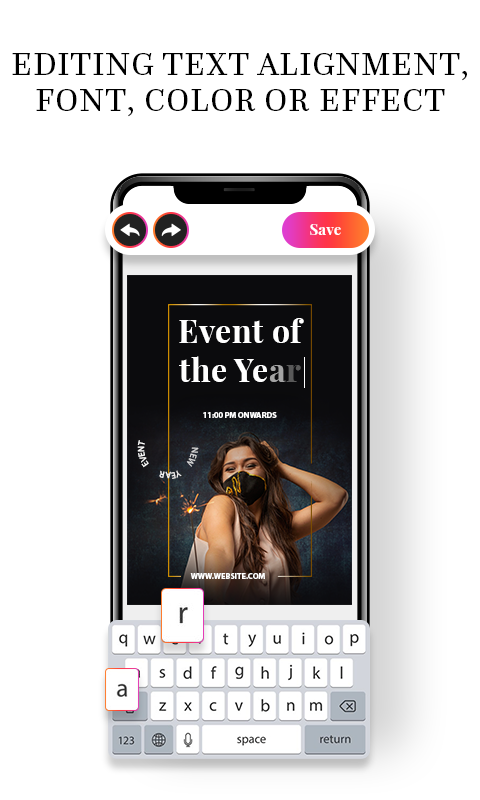 EDITING TEXT ALIGNMENT,
FONT, COLOR OR EFFECT
Save
Event of
the Year
11:00 PM ONWARDS
EVENT
YEAR
NEW
WWW.WEBSITE.COM
r
q w t y u i o p
a
s d f g h j k l
z x c v b n m
123 space return